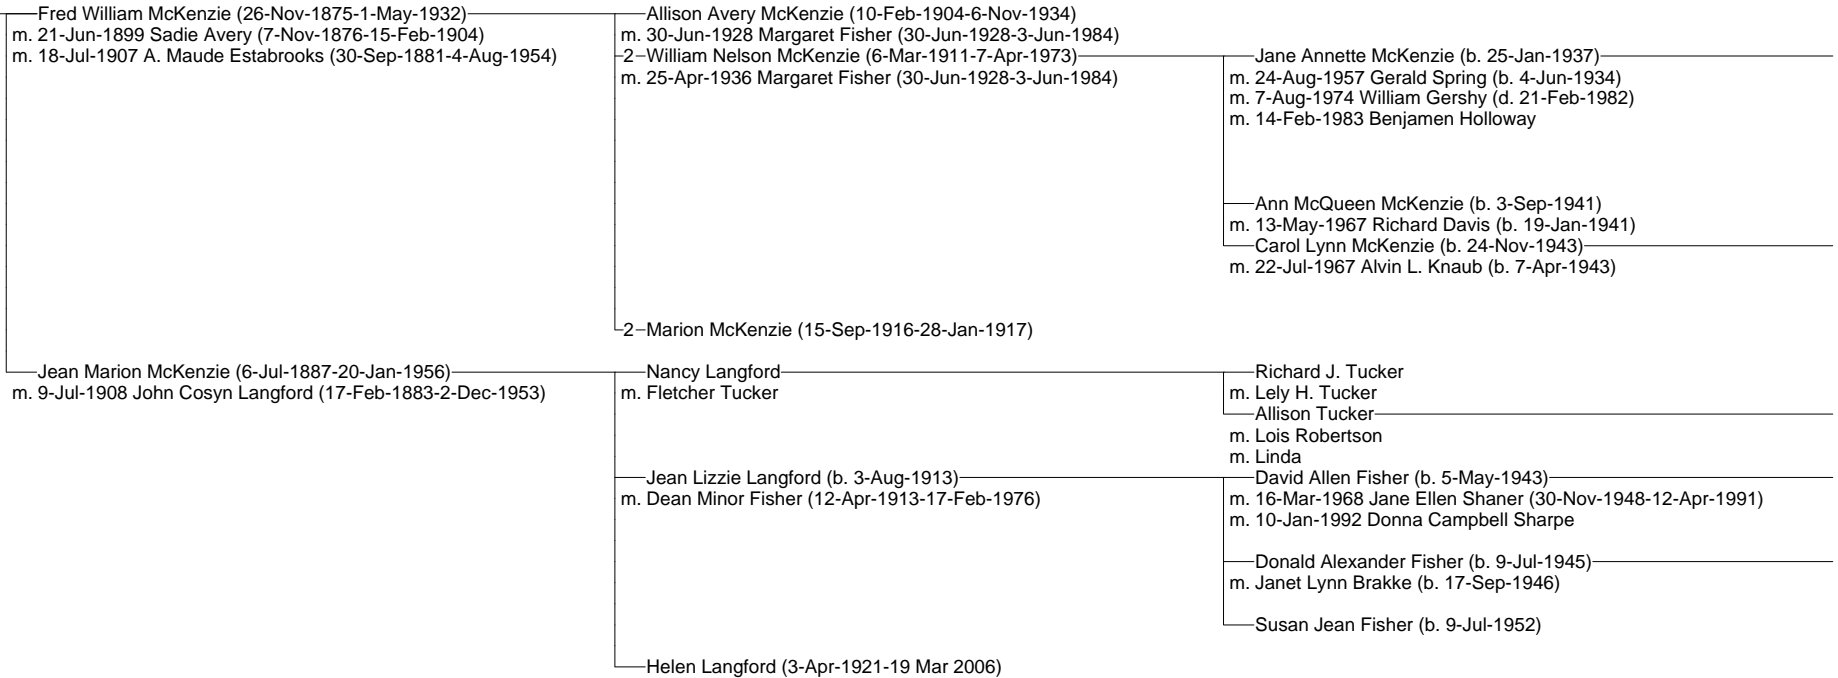 Fred William McKenzie (26-Nov-1875-1-May-1932)
m. 21-Jun-1899 Sadie Avery (7-Nov-1876-15-Feb-1904)
m. 18-Jul-1907 A. Maude Estabrooks (30-Sep-1881-4-Aug-1954)
Allison Avery McKenzie (10-Feb-1904-6-Nov-1934)
m. 30-Jun-1928 Margaret Fisher (30-Jun-1928-3-Jun-1984)
2 William Nelson McKenzie (6-Mar-1911-7-Apr-1973)
m. 25-Apr-1936 Margaret Fisher (30-Jun-1928-3-Jun-1984)
Jane Annette McKenzie (b. 25-Jan-1937)
m. 24-Aug-1957 Gerald Spring (b. 4-Jun-1934)
m. 7-Aug-1974 William Gershy (d. 21-Feb-1982)
m. 14-Feb-1983 Benjamen Holloway
Ann McQueen McKenzie (b. 3-Sep-1941)
m. 13-May-1967 Richard Davis (b. 19-Jan-1941)
Carol Lynn McKenzie (b. 24-Nov-1943)
m. 22-Jul-1967 Alvin L. Knaub (b. 7-Apr-1943)
2 Marion McKenzie (15-Sep-1916-28-Jan-1917)
Jean Marion McKenzie (6-Jul-1887-20-Jan-1956)
m. 9-Jul-1908 John Cosyn Langford (17-Feb-1883-2-Dec-1953)
Nancy Langford
m. Fletcher Tucker
Richard J. Tucker
m. Lely H. Tucker
Allison Tucker
m. Lois Robertson
m. Linda
Jean Lizzie Langford (b. 3-Aug-1913)
m. Dean Minor Fisher (12-Apr-1913-17-Feb-1976)
David Allen Fisher (b. 5-May-1943)
m. 16-Mar-1968 Jane Ellen Shaner (30-Nov-1948-12-Apr-1991)
m. 10-Jan-1992 Donna Campbell Sharpe
Donald Alexander Fisher (b. 9-Jul-1945)
m. Janet Lynn Brakke (b. 17-Sep-1946)
Susan Jean Fisher (b. 9-Jul-1952)
Helen Langford (3-Apr-1921-19 Mar 2006)